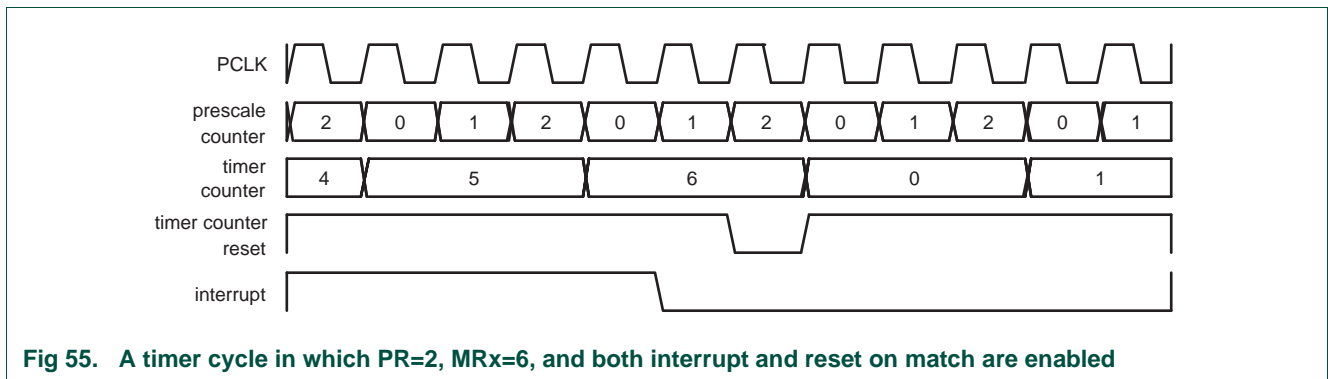 PCLK
prescale
counter
2 0 1 2 0 1 2 0 1 2 0 1
timer
counter
4 5 6 0 1
timer counter
reset
interrupt
Fig 55. A timer cycle in which PR=2, MRx=6, and both interrupt and reset on match are enabled